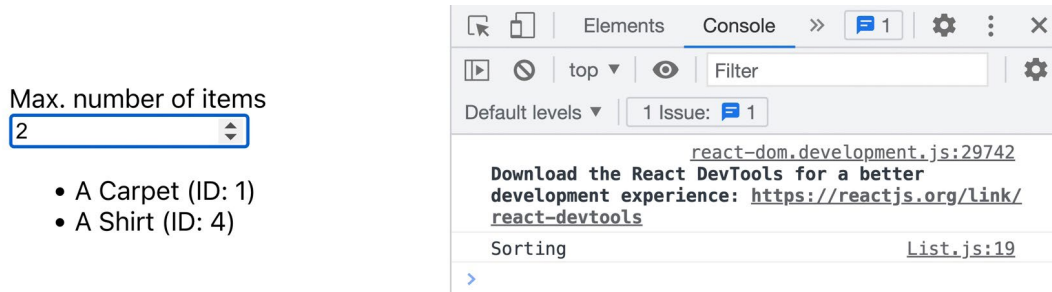 Max. number of items
2
A Carpet (ID: 1)
A Shirt (ID: 4)
Elements Console » 1
top ▼ Filter
Default levels ▼ 1 Issue: 1
react-dom.development.js:29742
Download the React DevTools for a better
development experience: https://reactjs.org/link/
react-devtools
Sorting List.js:19
>